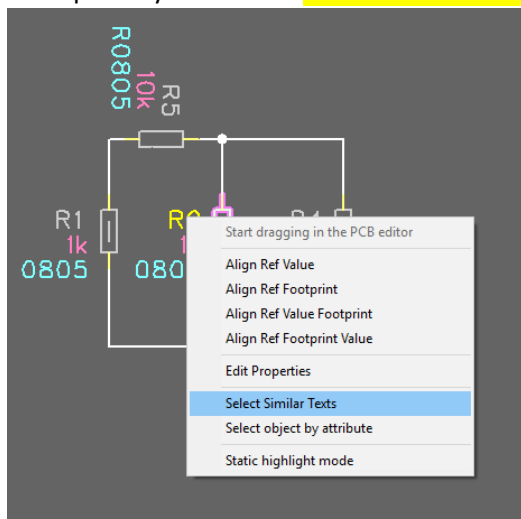 R0805
10k
R5
R1
1k
0805
080
Start dragging in the PCB editor
Align Ref Value
Align Ref Footprint
Align Ref Value Footprint
Align Ref Footprint Value
Edit Properties
Select Similar Texts
Select object by attribute
Static highlight mode